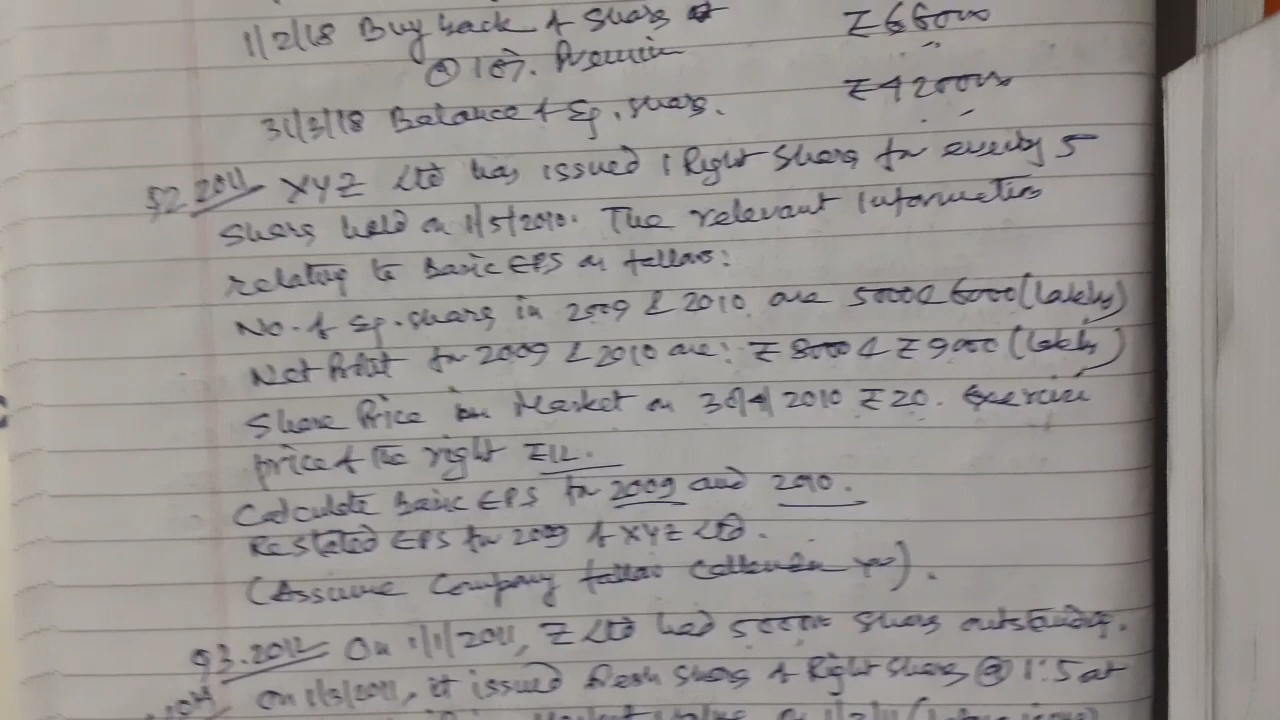 1/2/18 Buy back of Shares ₹66000
@ 10%. Premium
31/3/18 Balance of Eq. shares. ₹42000
2011 XYZ Ltd has issued 1 Right Share for every 5
shares held on 1/5/2010. The relevant Information
relating to Basic EPS as follows:
No. of Eq. shares in 2009 & 2010 are 5000 & 6000 (lakhs)
Net Profit for 2009 & 2010 are: ₹ 8000 & ₹ 9000 (lakhs)
Share Price in Market on 30/4/2010 ₹20. Exercise
price of the right ₹12.
Calculate Basic EPS for 2009 and 2010.
Restated EPS for 2009 of XYZ Ltd.
(Assume Company follows Calendar year).
93.2012 On 1/1/2011, Z Ltd had shares outstanding.
On 1/3/2011, it issued fresh shares of Right Shares @ 1:5 at